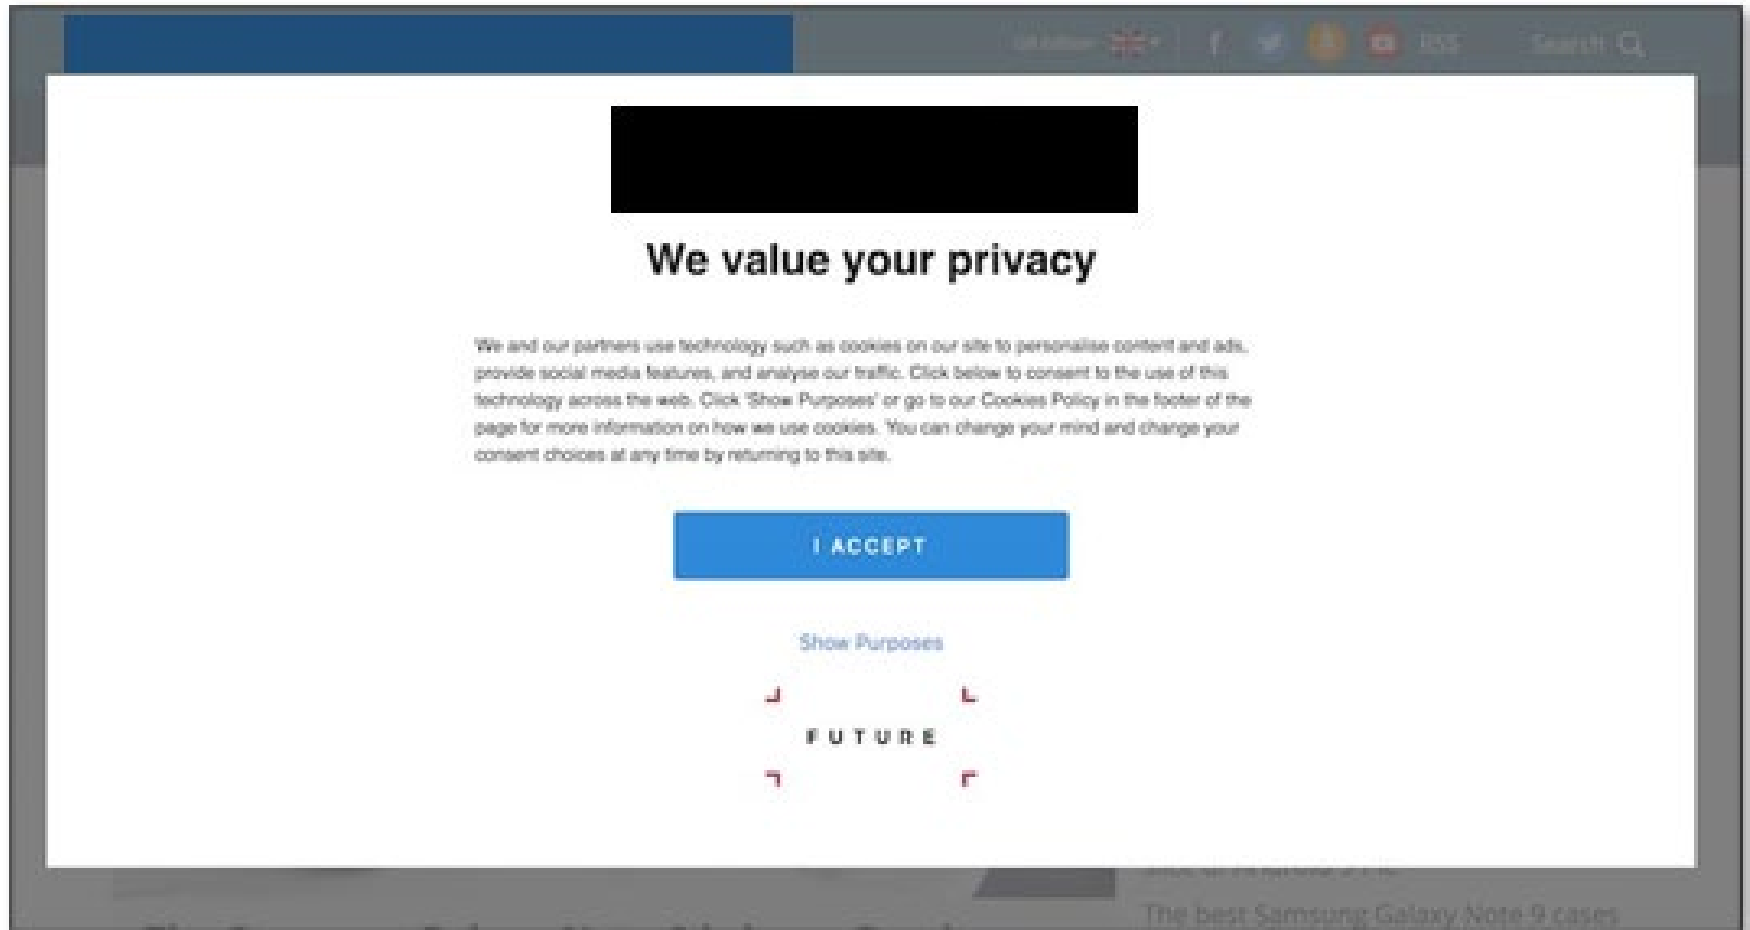 UK Edition
f
RSS
Search
We value your privacy
We and our partners use technology such as cookies on our site to personalise content and ads,
provide social media features, and analyse our traffic. Click below to consent to the use of this
technology across the web. Click 'Show Purposes' or go to our Cookies Policy in the footer of the
page for more information on how we use cookies. You can change your mind and change your
consent choices at any time by returning to this site.
I ACCEPT
Show Purposes
FUTURE
The best Samsung Galaxy Note 9 cases